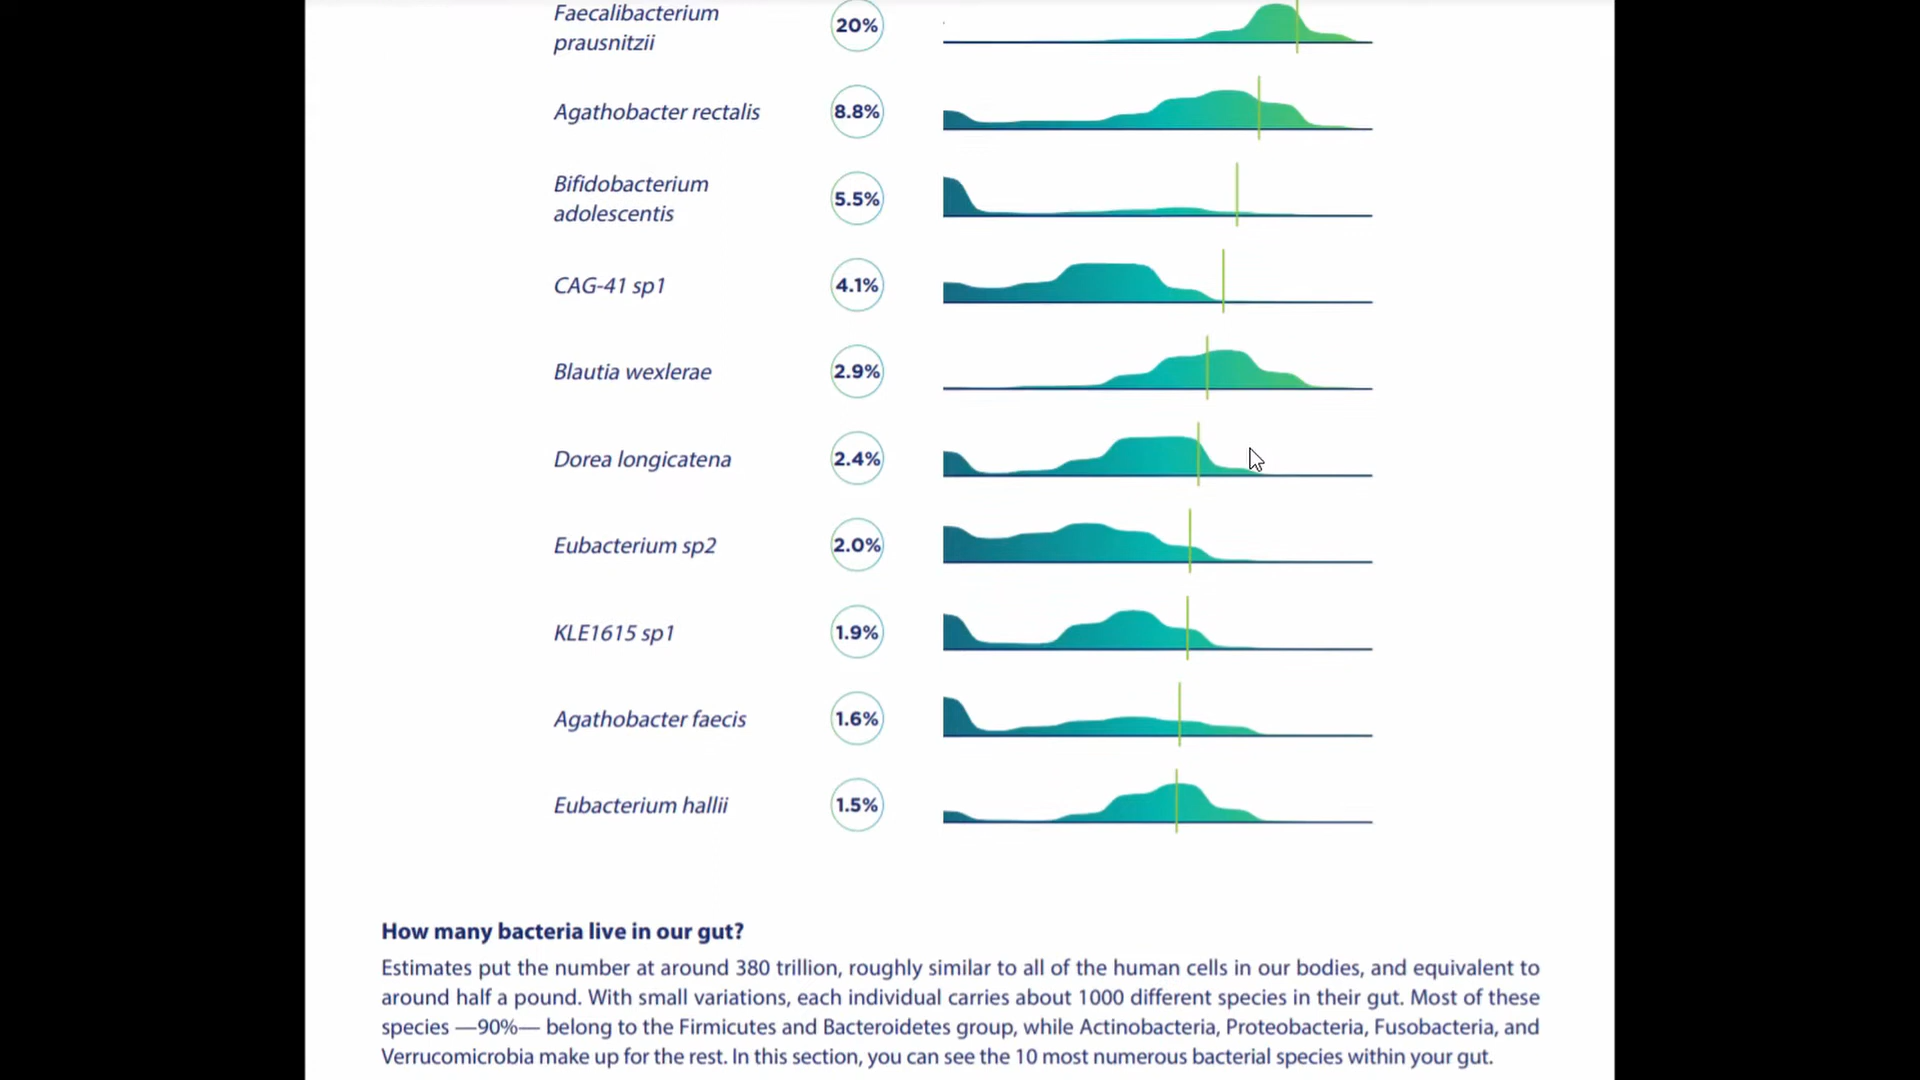 Faecalibacterium
prausnitzii
20%
Agathobacter rectalis
8.8%
Bifidobacterium
adolescentis
5.5%
CAG-41 sp1
4.1%
Blautia wexlerae
2.9%
Dorea longicatena
2.4%
Eubacterium sp2
2.0%
KLE1615 sp1
1.9%
Agathobacter faecis
1.6%
Eubacterium hallii
1.5%
How many bacteria live in our gut?
Estimates put the number at around 380 trillion, roughly similar to all of the human cells in our bodies, and equivalent to
around half a pound. With small variations, each individual carries about 1000 different species in their gut. Most of these
species —90%— belong to the Firmicutes and Bacteroidetes group, while Actinobacteria, Proteobacteria, Fusobacteria, and
Verrucomicrobia make up for the rest. In this section, you can see the 10 most numerous bacterial species within your gut.